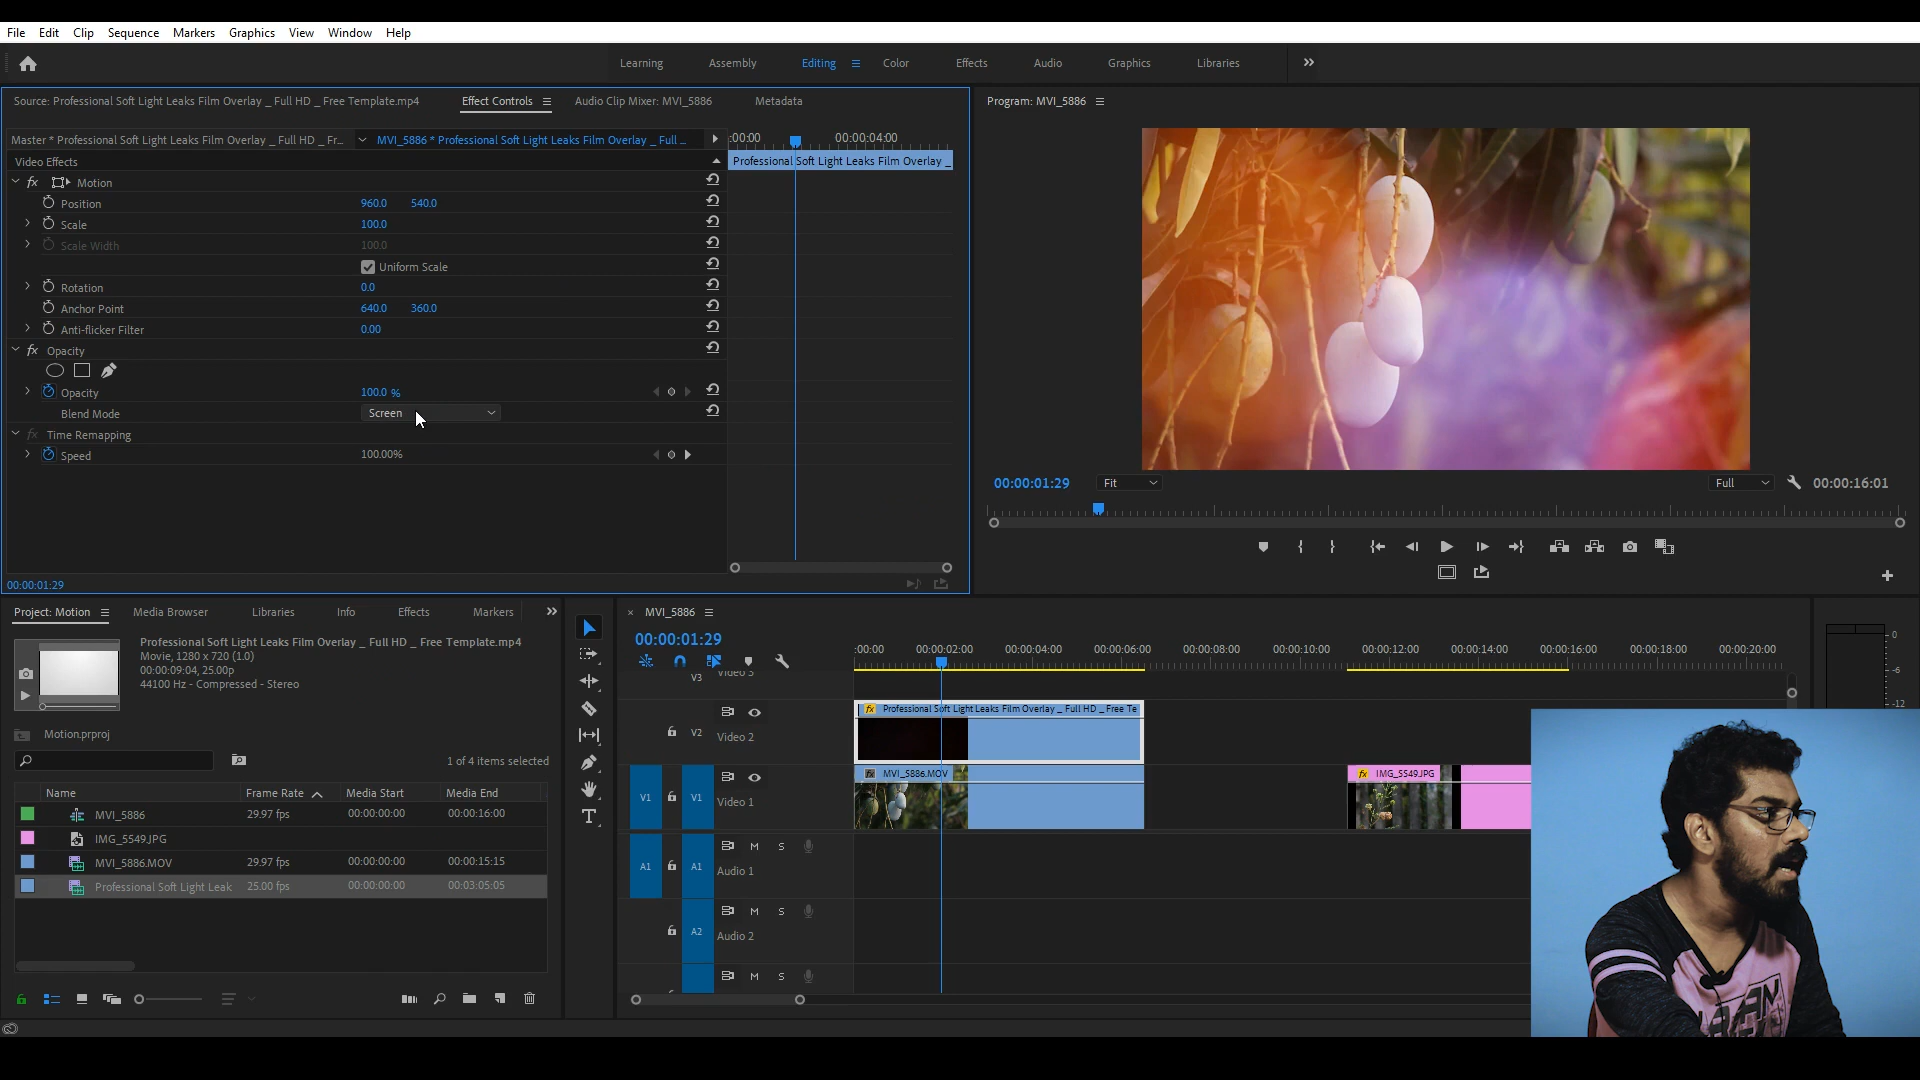 File Edit Clip Sequence Markers Graphics View Window Help
Learning Assembly Editing Color Effects Audio Graphics Libraries
Source: Professional Soft Light Leaks Film Overlay _ Full HD _ Free Template.mp4 Effect Controls Audio Clip Mixer: MVI_5886 Metadata
Program: MVI_5886
Master * Professional Soft Light Leaks Film Overlay _ Full HD _ Fr... MVI_5886 * Professional Soft Light Leaks Film Overlay _ Full ...
:00:00 00:00:04:00
Video Effects
Professional Soft Light Leaks Film Overlay _
fx Motion
Position 960.0 540.0
Scale 100.0
Scale Width 100.0
Uniform Scale
Rotation 0.0
Anchor Point 640.0 360.0
Anti-flicker Filter 0.00
fx Opacity
Opacity 100.0 %
Blend Mode Screen
fx Time Remapping
Speed 100.00%
00:00:01:29
00:00:01:29 Fit Full 00:00:16:01
Project: Motion Media Browser Libraries Info Effects Markers
Professional Soft Light Leaks Film Overlay _ Full HD _ Free Template.mp4
Movie, 1280 x 720 (1.0)
00:00:09:04, 25.00p
44100 Hz - Compressed - Stereo
Motion.prproj
1 of 4 items selected
Name Frame Rate Media Start Media End
MVI_5886 29.97 fps 00:00:00:00 00:00:16:00
IMG_5549.JPG
MVI_5886.MOV 29.97 fps 00:00:00:00 00:00:15:15
Professional Soft Light Leak 25.00 fps 00:00:00:00 00:03:05:05
MVI_5886
00:00:01:29
:00:00 00:00:02:00 00:00:04:00 00:00:06:00 00:00:08:00 00:00:10:00 00:00:12:00 00:00:14:00 00:00:16:00 00:00:18:00 00:00:20:00
V3 Video 3
fx Professional Soft Light Leaks Film Overlay _ Full HD _ Free Te
V2 Video 2
fx MVI_5886.MOV
fx IMG_5549.JPG
V1 V1 Video 1
M S
A1 A1 Audio 1
M S
A2 Audio 2
M S
0
-6
-12